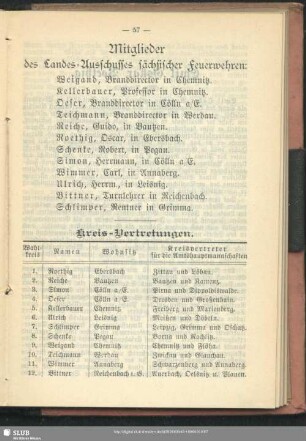 — 57 —
Mitglieder
des Landes-Ausschusses sächsischer Feuerwehren:
Weigand, Branddirector in Chemnitz.
Kellerbauer, Professor in Chemnitz.
Oeser, Branddirector in Cölln a/E.
Teichmann, Branddirector in Werdau.
Reiche, Guido, in Bautzen.
Roethig, Oscar, in Ebersbach.
Schenke, Robert, in Pegau.
Simon, Herrmann, in Cölln a/E.
Wimmer, Carl, in Annaberg.
Ulrich, Herrm., in Leisnig.
Bittner, Turnlehrer in Reichenbach.
Schlimper, Rentner in Grimma.
Kreis-Vertretungen.
Wahlkreis Namen Wohnsitz Kreisvertreter für die Amtshauptmannschaften
1. Roethig Ebersbach Zittau und Löbau.
2. Reiche Bautzen Bautzen und Kamenz.
3. Simon Cölln a/E. Pirna und Dippoldiswalde.
4. Oeser Cölln a/E. Dresden und Großenhain.
5. Kellerbauer Chemnitz Freiberg und Marienberg.
6. Ulrich Leisnig Meißen und Döbeln.
7. Schlimper Grimma Leipzig, Grimma und Oschatz.
8. Schenke Pegau Borna und Rochlitz.
9. Weigand Chemnitz Chemnitz und Flöha.
10. Teichmann Werdau Zwickau und Glauchau.
11. Wimmer Annaberg Schwarzenberg und Annaberg.
12. Bittner Reichenbach i. V. Auerbach, Oelsnitz u. Plauen.
SLUB
Wir führen Wissen.